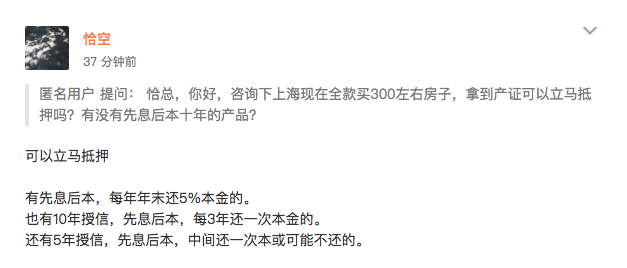 恰空
37 分钟前
匿名用户 提问： 恰总，你好，咨询下上海现在全款买300左右房子，拿到产证可以立马抵
押吗？有没有先息后本十年的产品？
可以立马抵押
有先息后本，每年年末还5%本金的。
也有10年授信，先息后本，每3年还一次本金的。
还有5年授信，先息后本，中间还一次本或可能不还的。